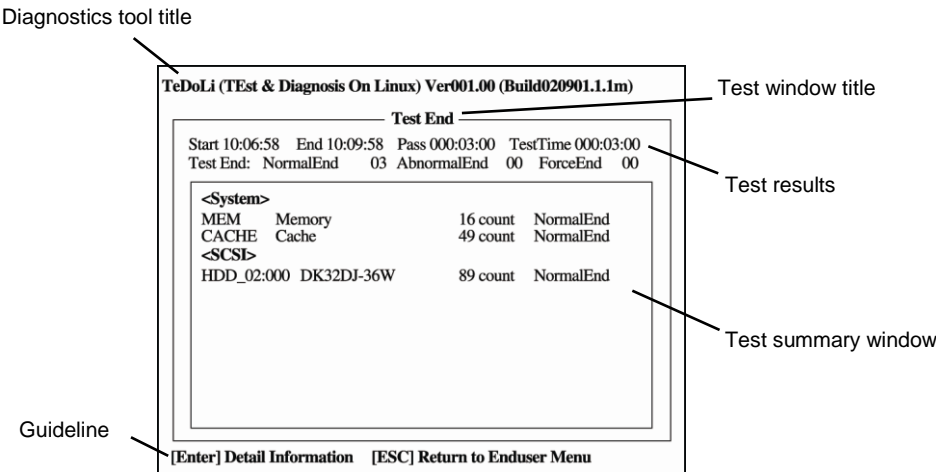 Diagnostics tool title
TeDoLi (TEst & Diagnosis On Linux) Ver001.00 (Build020901.1.1m)
Test window title
Test End
Start 10:06:58 End 10:09:58 Pass 000:03:00 TestTime 000:03:00
Test End: NormalEnd 03 AbnormalEnd 00 ForceEnd 00
Test results
<System>
MEM Memory 16 count NormalEnd
CACHE Cache 49 count NormalEnd
<SCSI>
HDD_02:000 DK32DJ-36W 89 count NormalEnd
Test summary window
Guideline
[Enter] Detail Information [ESC] Return to Enduser Menu